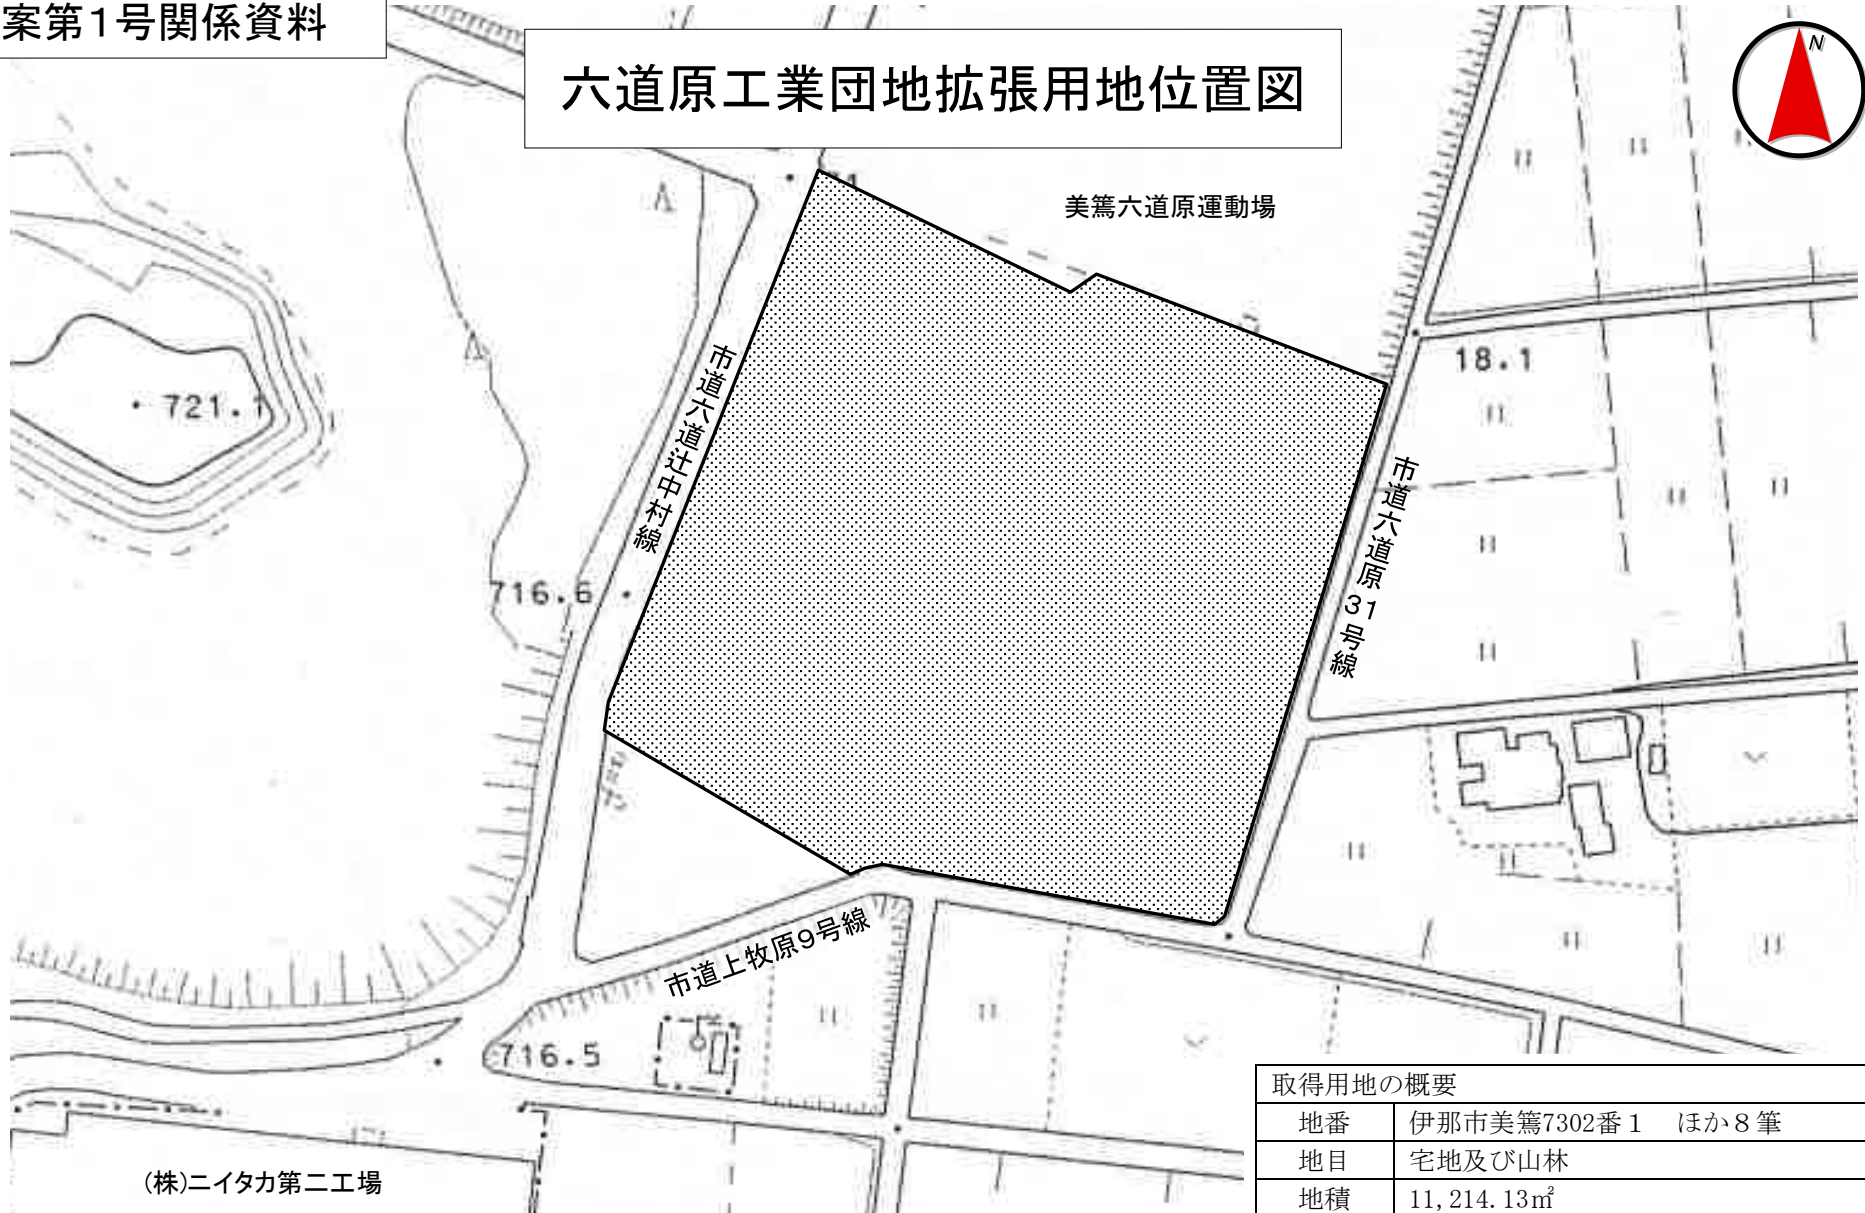 案第1号関係資料
六道原工業団地拡張用地位置図
N
美篶六道原運動場
市道六道辻中村線
721.1
18.1
市道六道原31号線
716.6
市道上牧原9号線
716.5
(株)ニイタカ第二工場
取得用地の概要
地番 伊那市美篶7302番1 ほか8筆
地目 宅地及び山林
地積 11,214.13㎡